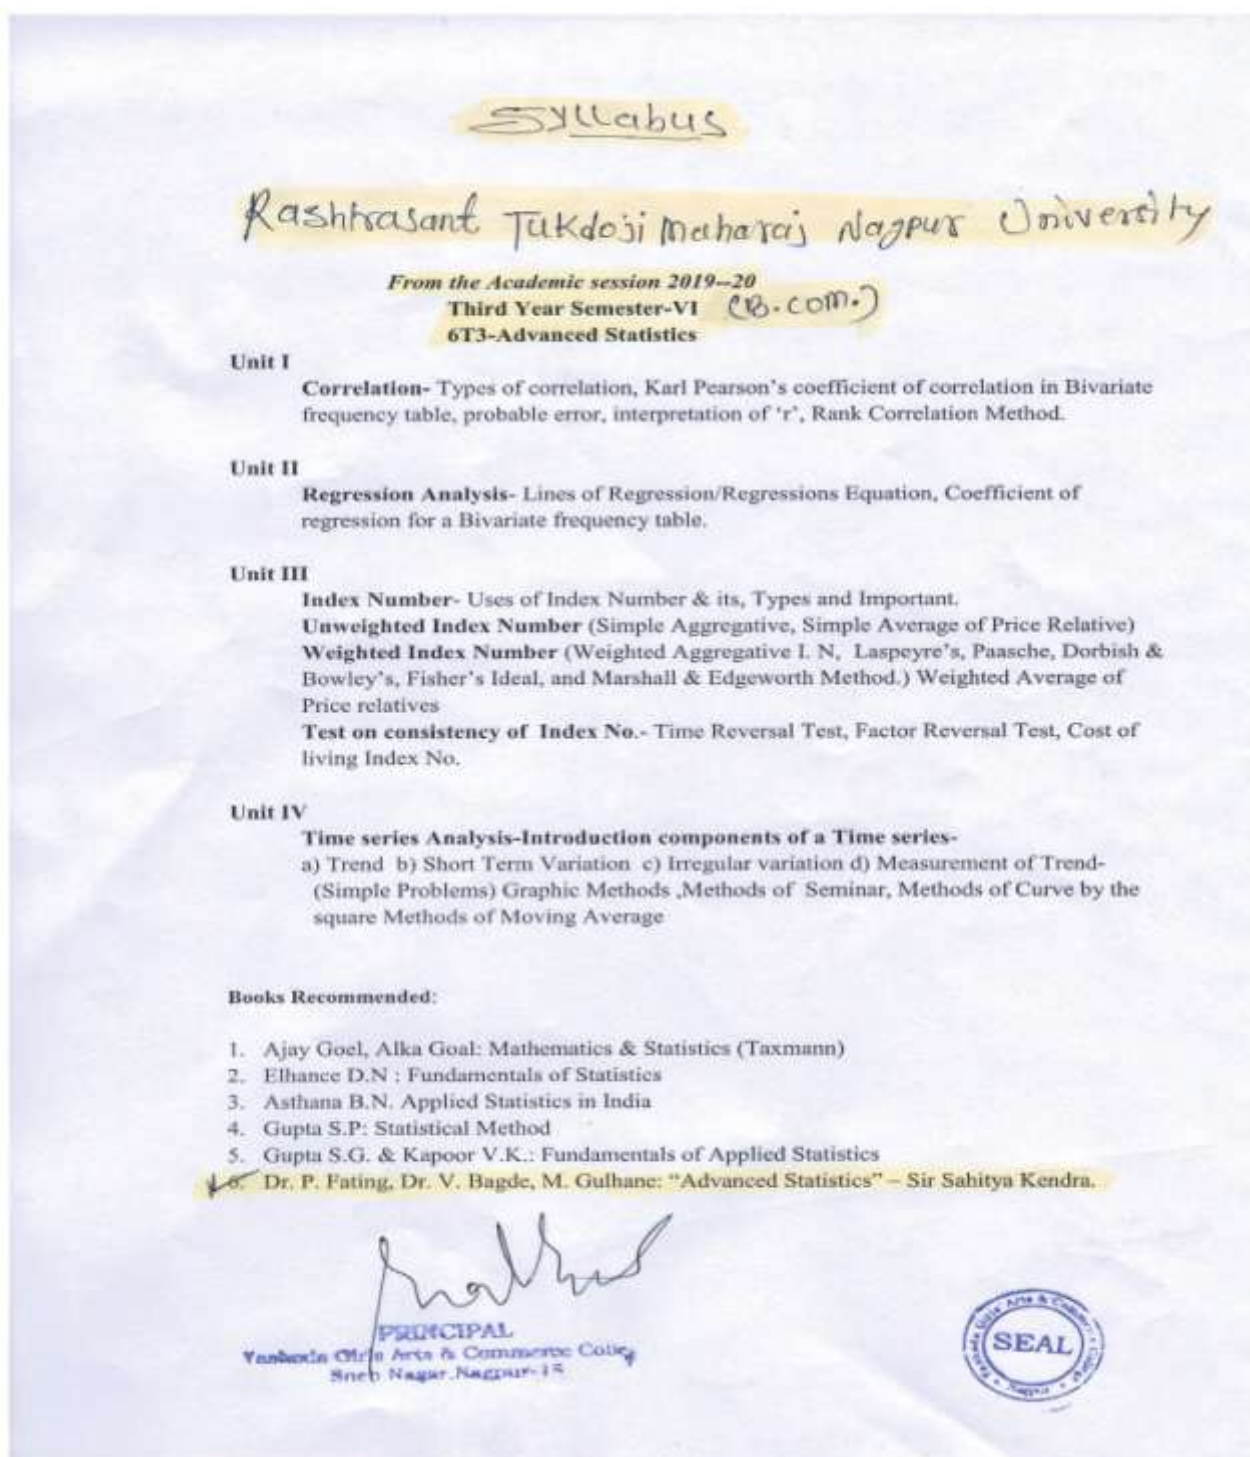 Syllabus
Rashtrasant Tukdoji Maharaj Nagpur University
From the Academic session 2019--20
Third Year Semester-VI (B.com.)
6T3-Advanced Statistics
Unit I
Correlation- Types of correlation, Karl Pearson's coefficient of correlation in Bivariate
frequency table, probable error, interpretation of 'r', Rank Correlation Method.
Unit II
Regression Analysis- Lines of Regression/Regressions Equation, Coefficient of
regression for a Bivariate frequency table.
Unit III
Index Number- Uses of Index Number & its, Types and Important.
Unweighted Index Number (Simple Aggregative, Simple Average of Price Relative)
Weighted Index Number (Weighted Aggregative I. N, Laspeyre's, Paasche, Dorbish &
Bowley's, Fisher's Ideal, and Marshall & Edgeworth Method.) Weighted Average of
Price relatives
Test on consistency of Index No.- Time Reversal Test, Factor Reversal Test, Cost of
living Index No.
Unit IV
Time series Analysis-Introduction components of a Time series-
a) Trend b) Short Term Variation c) Irregular variation d) Measurement of Trend-
(Simple Problems) Graphic Methods ,Methods of Seminar, Methods of Curve by the
square Methods of Moving Average
Books Recommended:
1. Ajay Goel, Alka Goal: Mathematics & Statistics (Taxmann)
2. Elhance D.N : Fundamentals of Statistics
3. Asthana B.N. Applied Statistics in India
4. Gupta S.P: Statistical Method
5. Gupta S.G. & Kapoor V.K.: Fundamentals of Applied Statistics
6. Dr. P. Fating, Dr. V. Bagde, M. Gulhane: "Advanced Statistics" – Sir Sahitya Kendra.
PRINCIPAL
Girls Arts & Commerce
Sneh Nagar, Nagpur-15
SEAL